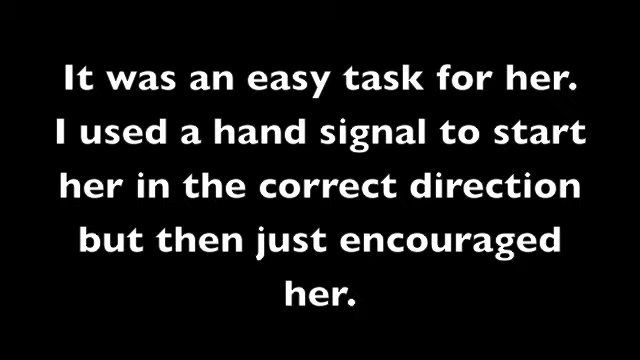 It was an easy task for her.
I used a hand signal to start
her in the correct direction
but then just encouraged
her.